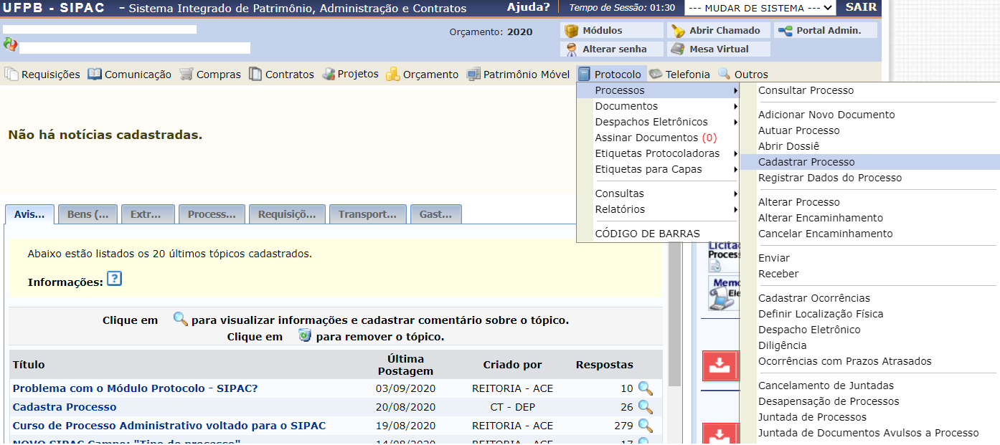 UFPB - SIPAC - Sistema Integrado de Patrimônio, Administração e Contratos
Ajuda?
Tempo de Sessão: 01:30
--- MUDAR DE SISTEMA ---
SAIR
Orçamento: 2020
Módulos
Abrir Chamado
Portal Admin.
Alterar senha
Mesa Virtual
Requisições
Comunicação
Compras
Contratos
Projetos
Orçamento
Patrimônio Móvel
Protocolo
Telefonia
Outros
Processos
Documentos
Despachos Eletrônicos
Assinar Documentos (0)
Etiquetas Protocoladoras
Etiquetas para Capas
Consultas
Relatórios
CÓDIGO DE BARRAS
Consultar Processo
Adicionar Novo Documento
Autuar Processo
Abrir Dossiê
Cadastrar Processo
Registrar Dados do Processo
Alterar Processo
Alterar Encaminhamento
Cancelar Encaminhamento
Enviar
Receber
Cadastrar Ocorrências
Definir Localização Física
Despacho Eletrônico
Diligência
Ocorrências com Prazos Atrasados
Cancelamento de Juntadas
Desapensação de Processos
Juntada de Processos
Juntada de Documentos Avulsos a Processo
Não há notícias cadastradas.
Avis...
Bens (...
Extr...
Process...
Requisiçõ...
Transport...
Gast...
Abaixo estão listados os 20 últimos tópicos cadastrados.
Informações: ?
Clique em para visualizar informações e cadastrar comentário sobre o tópico.
Clique em para remover o tópico.
Título
Última
Postagem
Criado por
Respostas
Problema com o Módulo Protocolo - SIPAC? 03/09/2020 REITORIA - ACE 10
Cadastra Processo 20/08/2020 CT - DEP 26
Curso de Processo Administrativo voltado para o SIPAC 19/08/2020 REITORIA - ACE 279
NOVO SIPAC Campo: "Tipo de processo" 14/08/2020 REITORIA - ACE 17